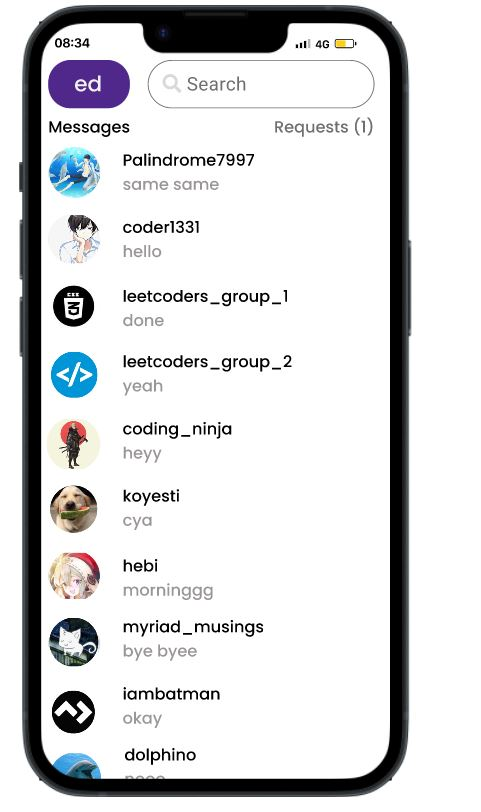 08:34
4G
ed
Search
Messages
Requests (1)
Palindrome7997
same same
coder1331
hello
CSS
leetcoders_group_1
done
</>
leetcoders_group_2
yeah
coding_ninja
heyy
koyesti
cya
hebi
morninggg
myriad_musings
bye byee
iambatman
okay
dolphino